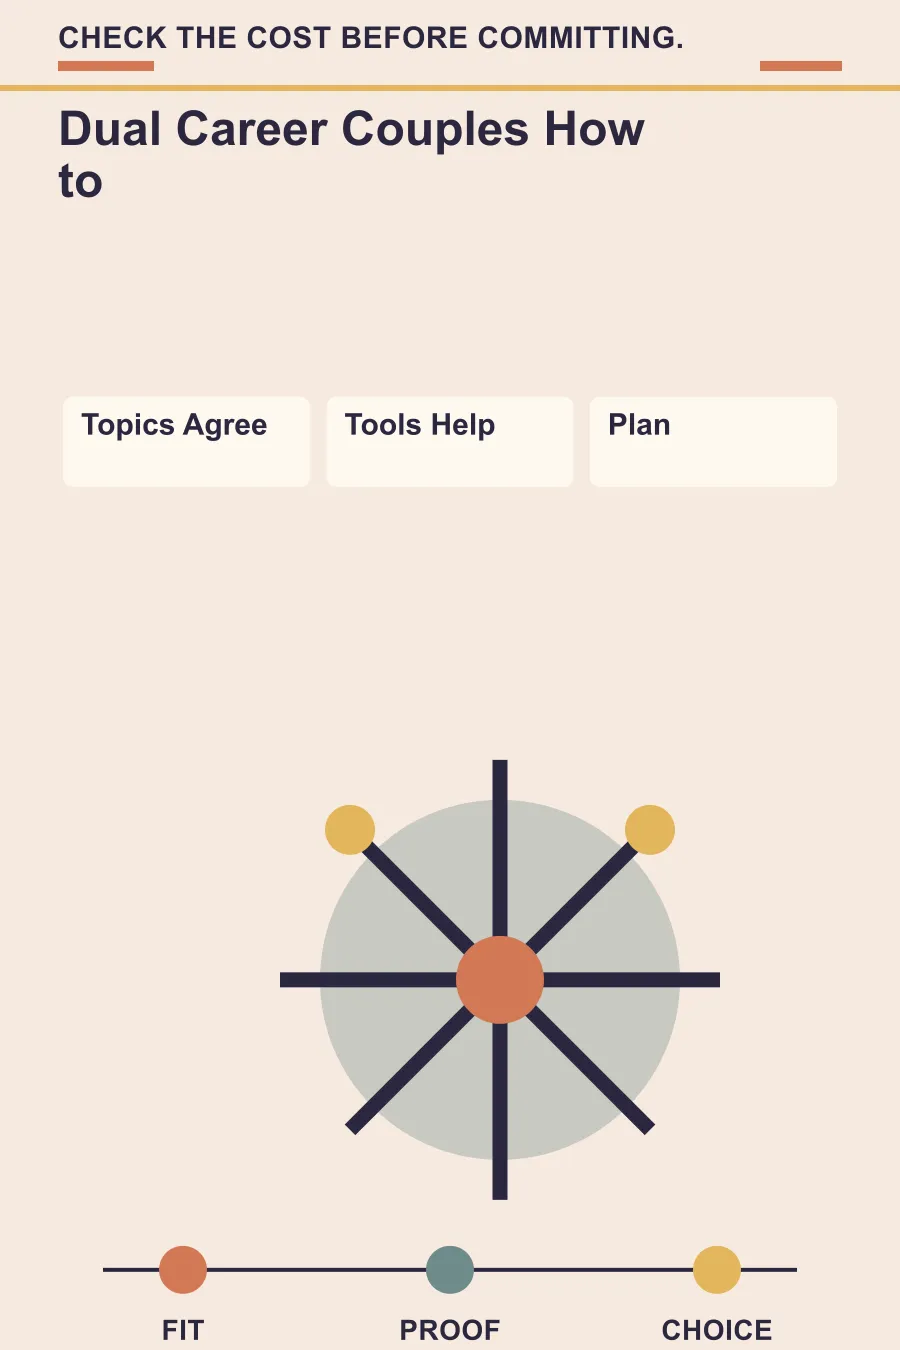 CHECK THE COST BEFORE COMMITTING.
Dual Career Couples How
to
Topics Agree
Tools Help
Plan
FIT
PROOF
CHOICE